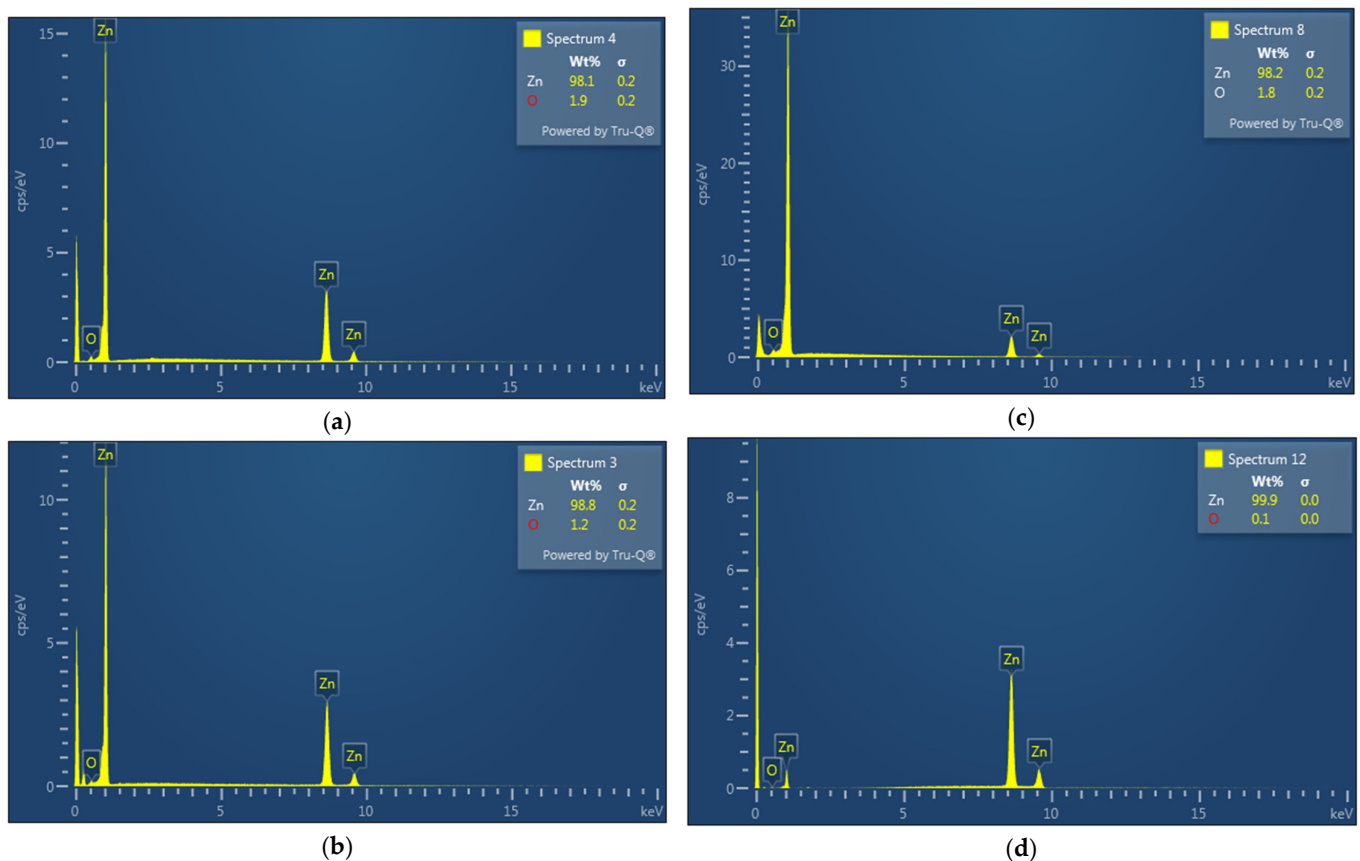 15
10
5
0
cps/eV
Zn
O
Zn
Zn
Spectrum 4
Wt% σ
Zn 98.1 0.2
O 1.9 0.2
Powered by Tru-Q®
0 5 10 15 keV
(a)
30
20
10
0
cps/eV
Zn
O
Zn
Zn
Spectrum 8
Wt% σ
Zn 98.2 0.2
O 1.8 0.2
Powered by Tru-Q®
0 5 10 15 keV
(c)
10
5
0
cps/eV
Zn
O
Zn
Zn
Spectrum 3
Wt% σ
Zn 98.8 0.2
O 1.2 0.2
Powered by Tru-Q®
0 5 10 15 keV
(b)
8
6
4
2
0
cps/eV
O
Zn
Zn
Zn
Spectrum 12
Wt% σ
Zn 99.9 0.0
O 0.1 0.0
Powered by Tru-Q®
0 5 10 15 keV
(d)